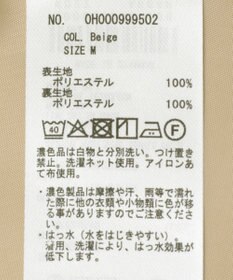 NO. OH000999502
COL. Beige
SIZE M
表生地
ポリエステル 100%
裏生地
ポリエステル 100%
40
F
濃色品は白物と分別洗い。つけ置き
禁止。洗濯ネット使用。アイロンあ
て布使用。
・濃色製品は摩擦や汗、雨等で濡れ
た際に他の衣類や小物類に色が移
る事がありますのでご注意くださ
い。
・はっ水（水をはじきやすい）。
着用、洗濯により、はっ水効果が
低下します。